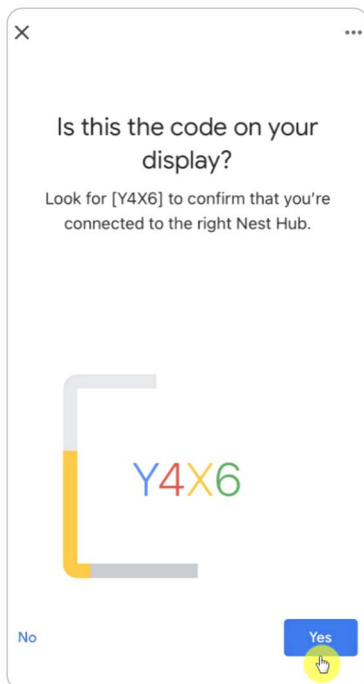 Is this the code on your
display?
Look for [Y4X6] to confirm that you're
connected to the right Nest Hub.
Y4X6
No
Yes